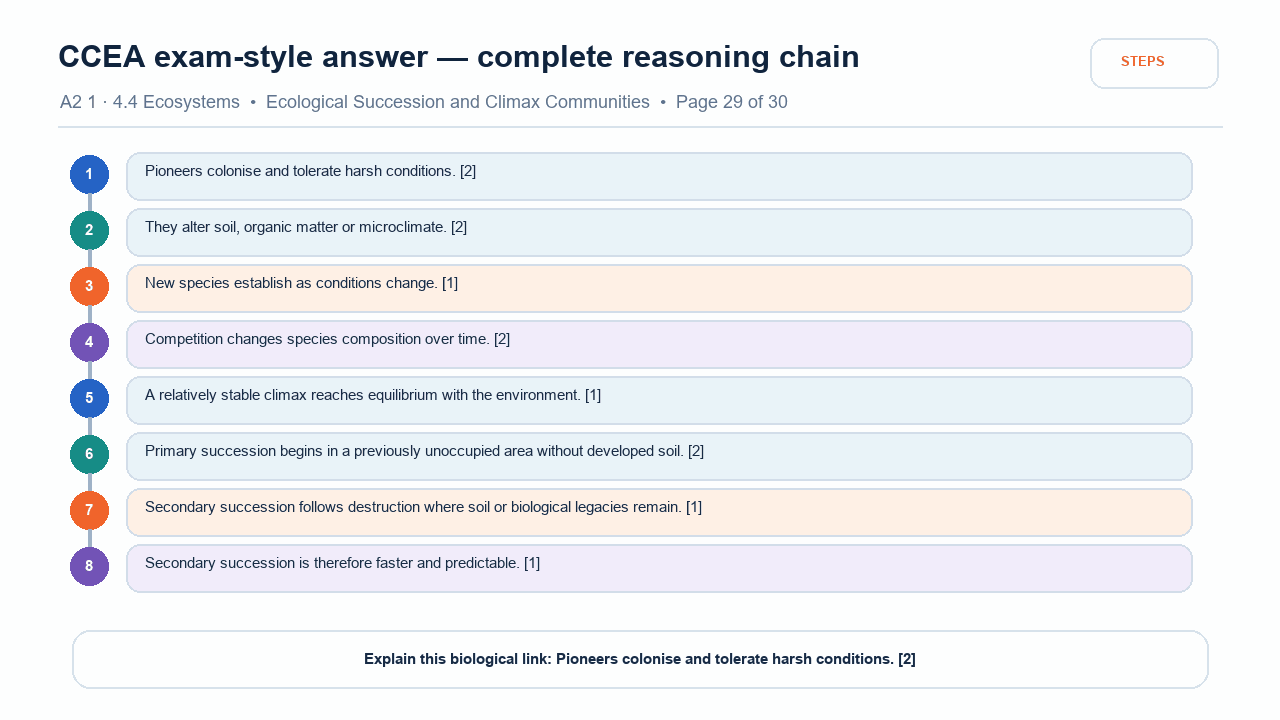 CCEA exam-style answer — complete reasoning chain
STEPS
A2 1 · 4.4 Ecosystems • Ecological Succession and Climax Communities • Page 29 of 30
1 Pioneers colonise and tolerate harsh conditions. [2]
2 They alter soil, organic matter or microclimate. [2]
3 New species establish as conditions change. [1]
4 Competition changes species composition over time. [2]
5 A relatively stable climax reaches equilibrium with the environment. [1]
6 Primary succession begins in a previously unoccupied area without developed soil. [2]
7 Secondary succession follows destruction where soil or biological legacies remain. [1]
8 Secondary succession is therefore faster and predictable. [1]
Explain this biological link: Pioneers colonise and tolerate harsh conditions. [2]